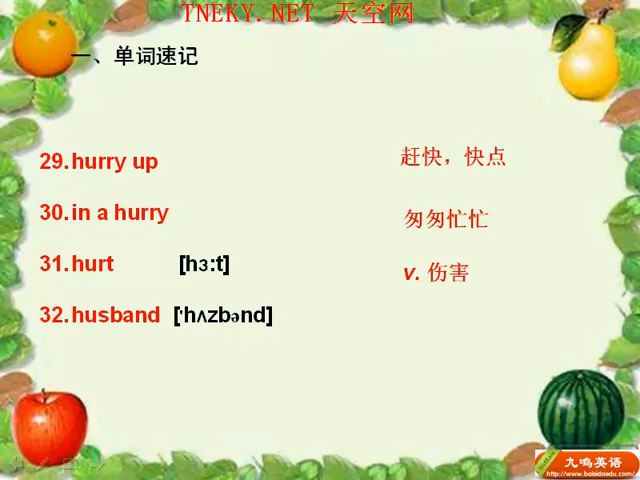 TNEKY.NET 天空网
一、单词速记
29.hurry up 赶快，快点
30.in a hurry 匆匆忙忙
31.hurt [hɜ:t] v. 伤害
32.husband ['hʌzbənd]
九鸣英语